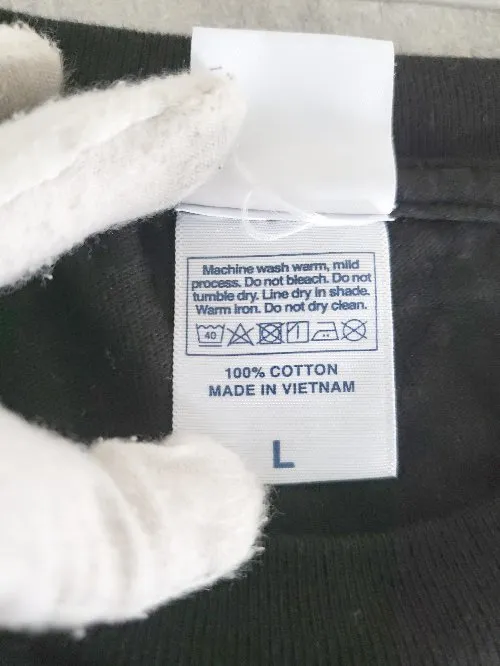 Machine wash warm, mild
process. Do not bleach. Do not
tumble dry. Line dry in shade.
Warm iron. Do not dry clean.
40
100% COTTON
MADE IN VIETNAM
L